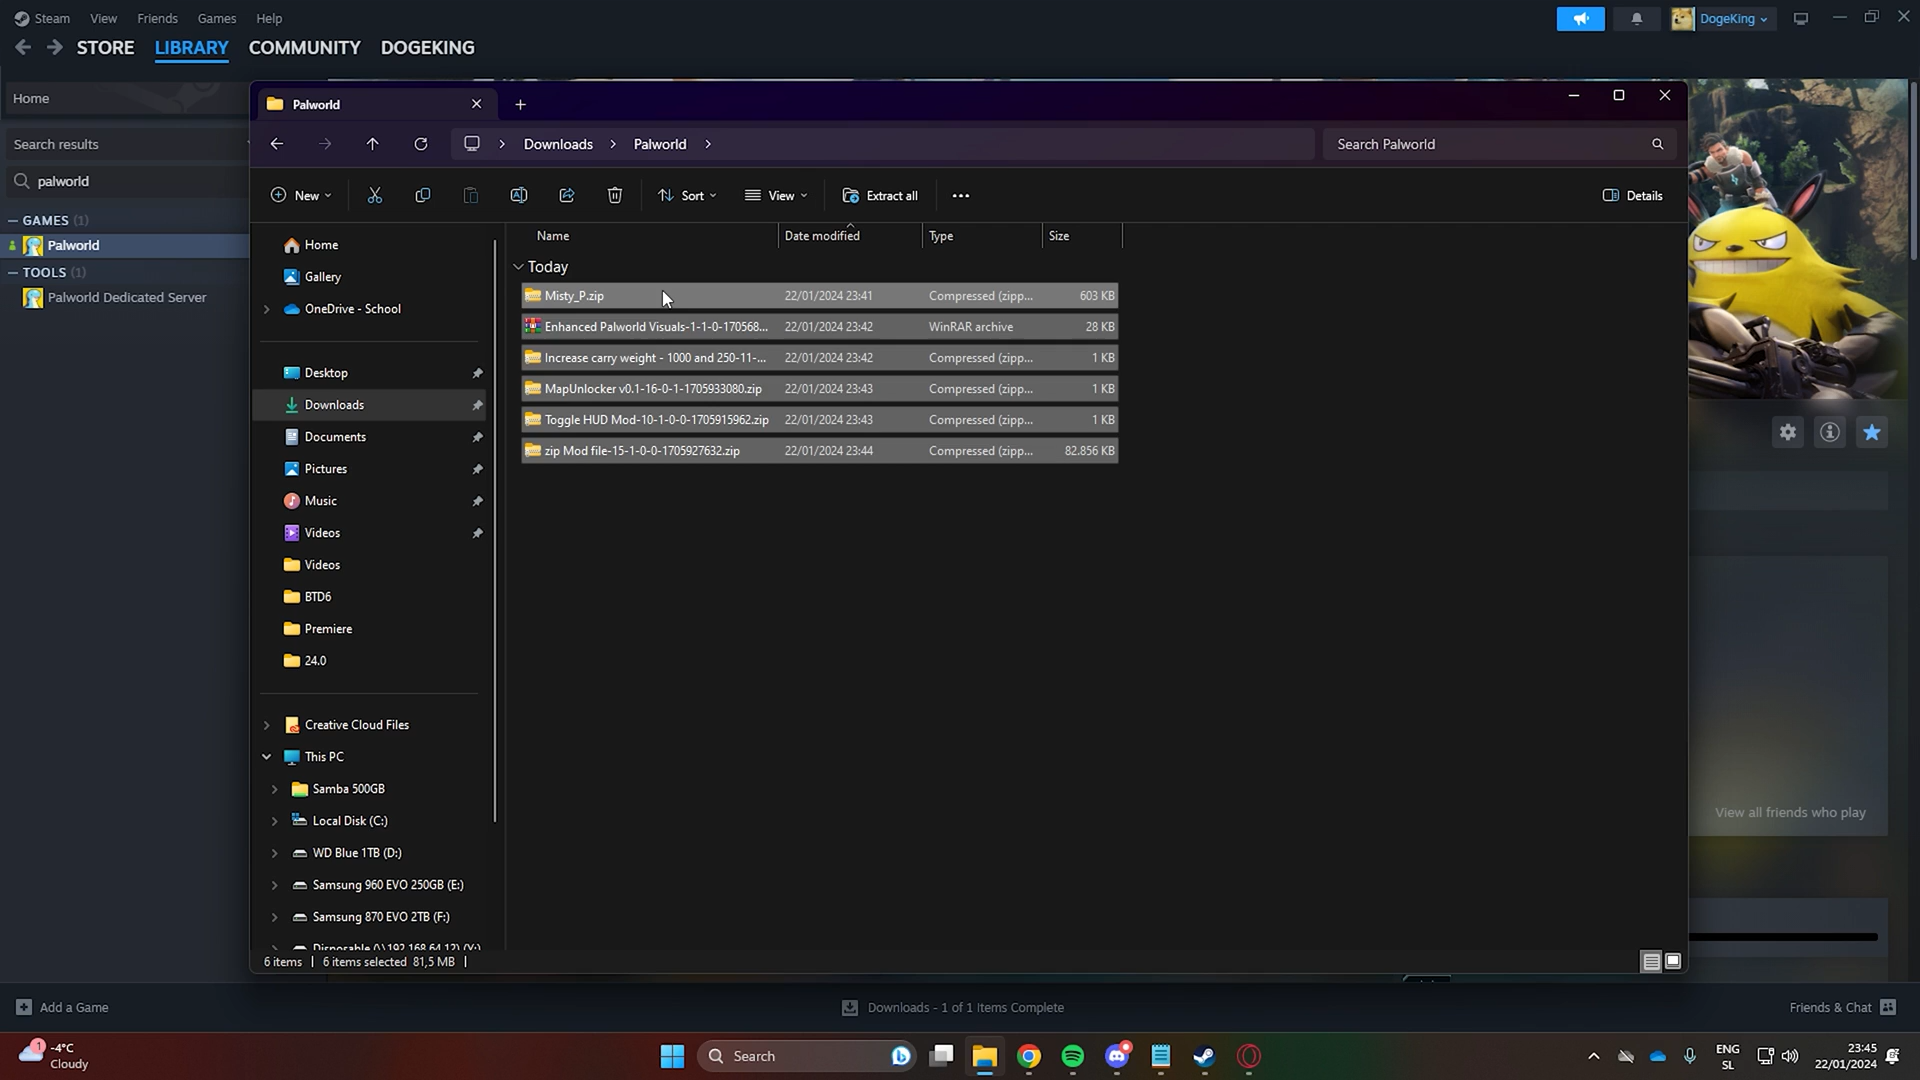 Steam View Friends Games Help
DogeKing
STORE LIBRARY COMMUNITY DOGEKING
Home
Search results
palworld
GAMES (1)
Palworld
TOOLS (1)
Palworld Dedicated Server
Palworld
Downloads Palworld
Search Palworld
New Sort View Extract all Details
Home
Gallery
OneDrive - School
Desktop
Downloads
Documents
Pictures
Music
Videos
Videos
BTD6
Premiere
24.0
Creative Cloud Files
This PC
Samba 500GB
Local Disk (C:)
WD Blue 1TB (D:)
Samsung 960 EVO 250GB (E:)
Samsung 870 EVO 2TB (F:)
Disposable (\\192.168.64.12) (Y:)
Name Date modified Type Size
Today
Misty_P.zip 22/01/2024 23:41 Compressed (zipp... 603 KB
Enhanced Palworld Visuals-1-1-0-170568... 22/01/2024 23:42 WinRAR archive 28 KB
Increase carry weight - 1000 and 250-11-... 22/01/2024 23:42 Compressed (zipp... 1 KB
MapUnlocker v0.1-16-0-1-1705933080.zip 22/01/2024 23:43 Compressed (zipp... 1 KB
Toggle HUD Mod-10-1-0-0-1705915962.zip 22/01/2024 23:43 Compressed (zipp... 1 KB
zip Mod file-15-1-0-0-1705927632.zip 22/01/2024 23:44 Compressed (zipp... 82.856 KB
6 items 6 items selected 81,5 MB
View all friends who play
Add a Game
Downloads - 1 of 1 Items Complete
Friends & Chat
1
-4°C
Cloudy
Search
ENG
SL
23:45
22/01/2024